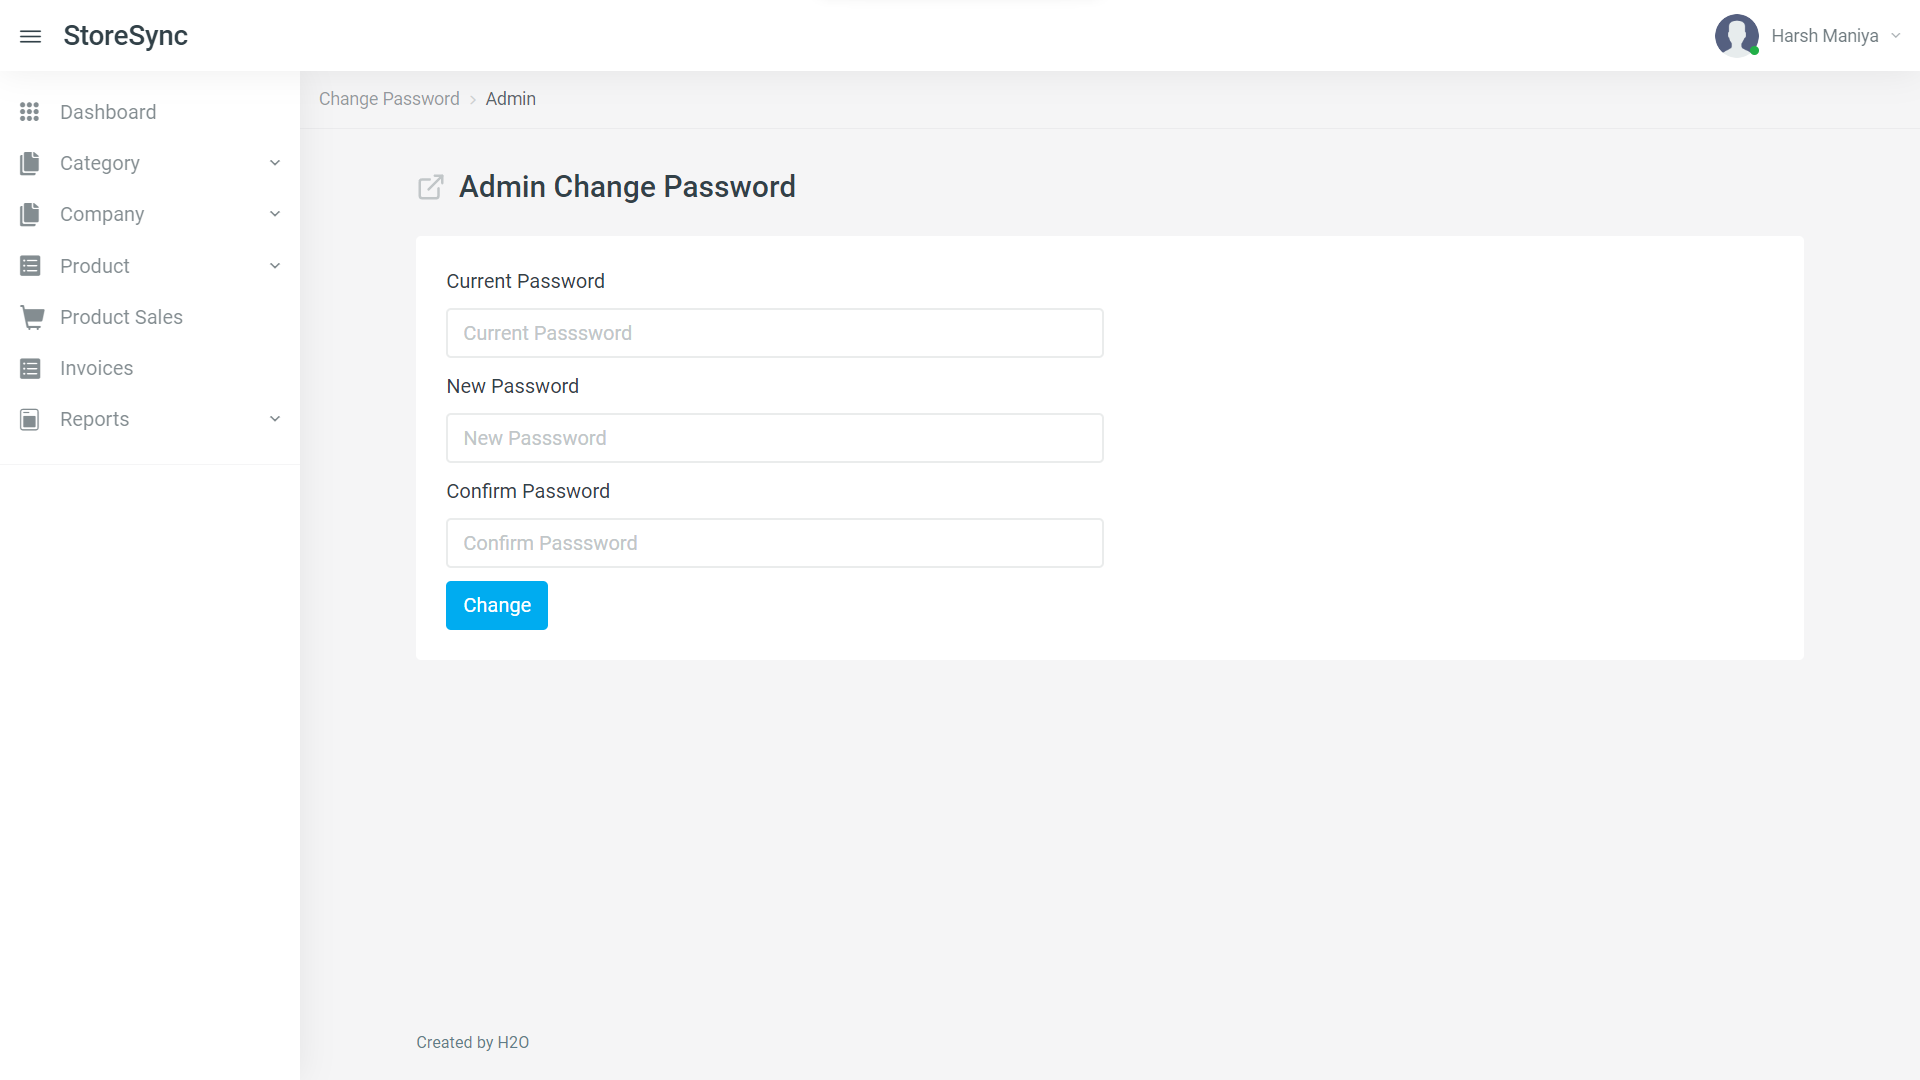 StoreSync
Harsh Maniya
Dashboard
Category
Company
Product
Product Sales
Invoices
Reports
Change Password
Admin
Admin Change Password
Current Password
Current Passsword
New Password
New Passsword
Confirm Password
Confirm Passsword
Change
Created by H2O